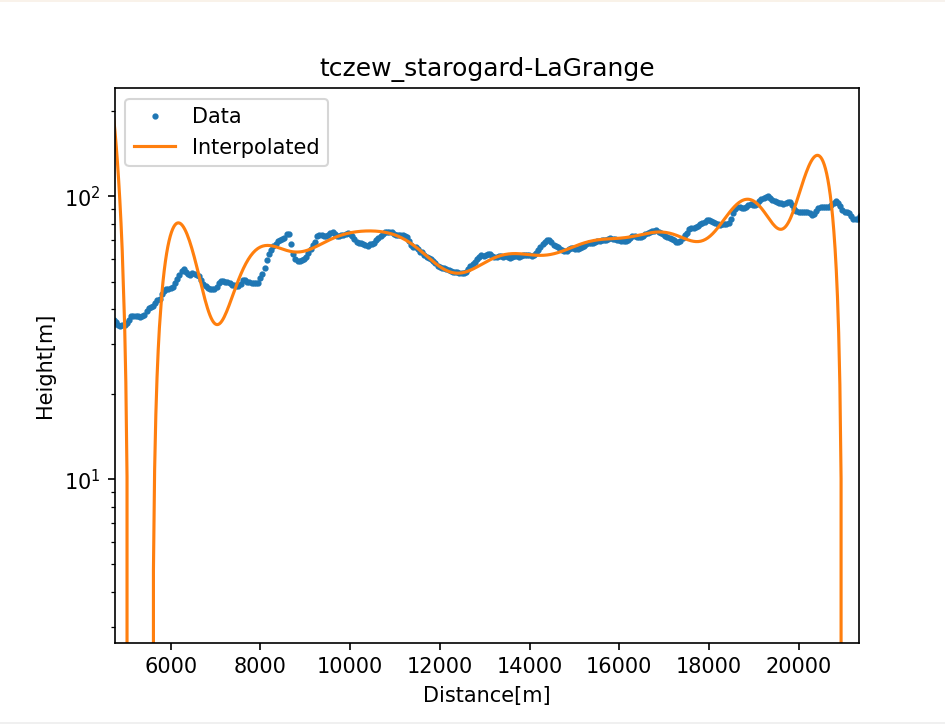 tczew_starogard-LaGrange
Data
Interpolated
10²
10¹
Height[m]
6000 8000 10000 12000 14000 16000 18000 20000
Distance[m]